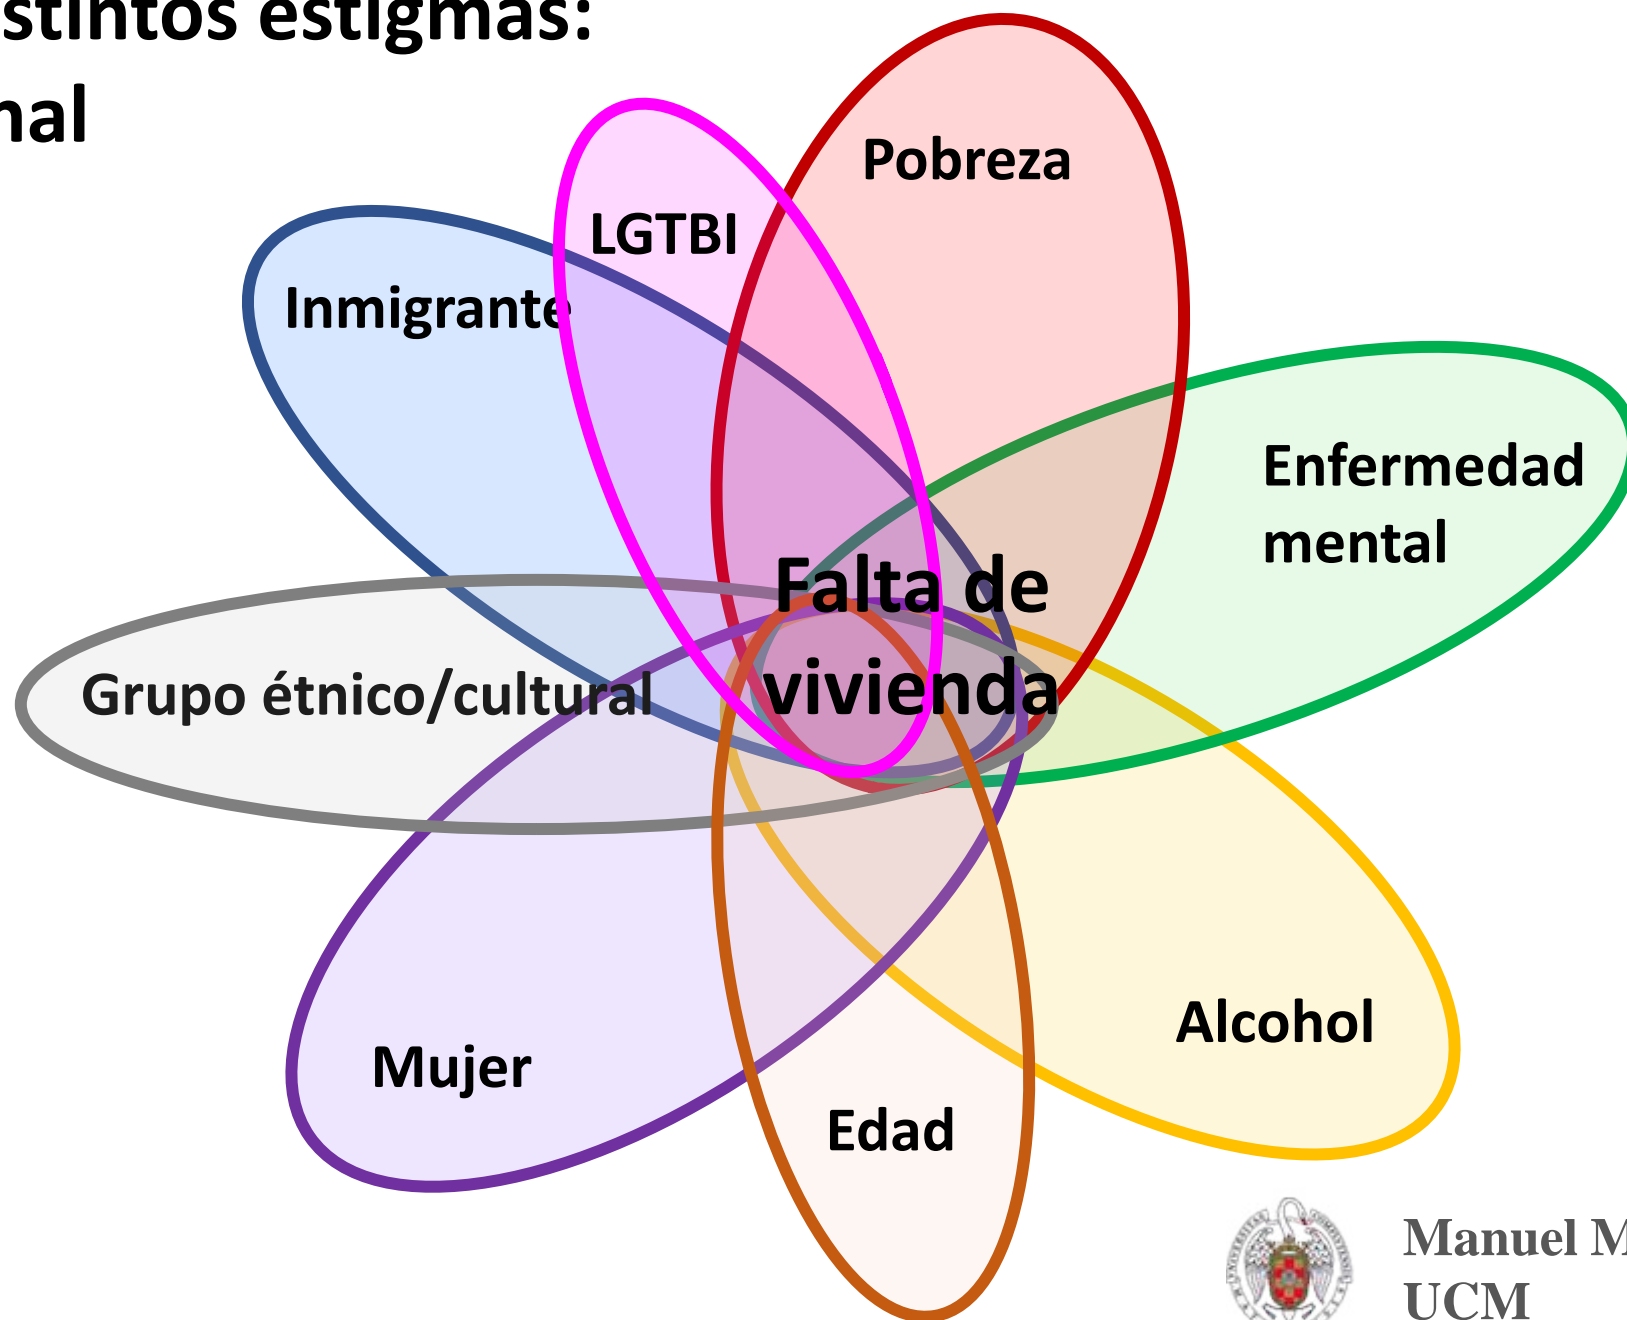 stintos estigmas:
nal
Pobreza
LGTBI
Inmigrante
Enfermedad
mental
Falta de
vivienda
Grupo étnico/cultural
Alcohol
Mujer
Edad
Manuel M
UCM